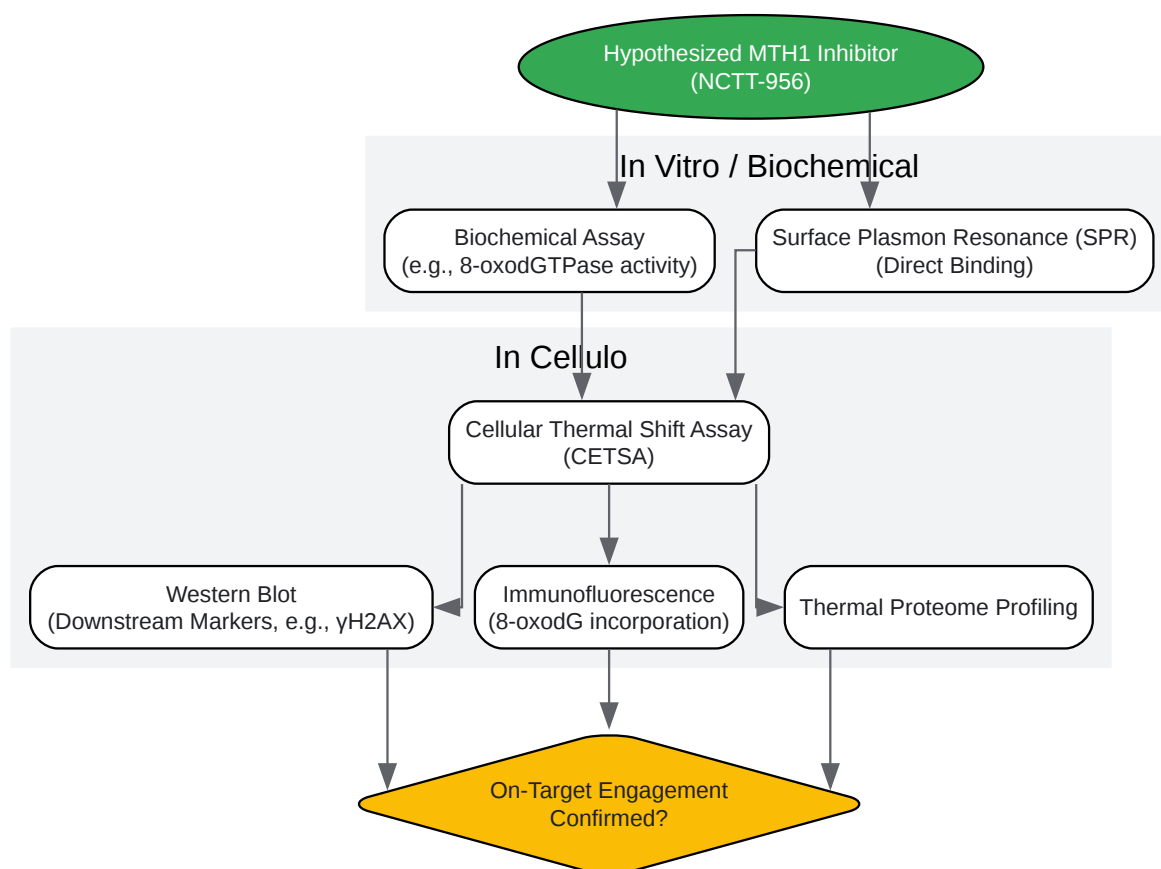 Hypothesized MTH1 Inhibitor
(NCTT-956)
In Vitro / Biochemical
Biochemical Assay
(e.g., 8-oxodGTPase activity)
Surface Plasmon Resonance (SPR)
(Direct Binding)
In Cellulo
Cellular Thermal Shift Assay
(CETSA)
Western Blot
(Downstream Markers, e.g., γH2AX)
Immunofluorescence
(8-oxodG incorporation)
Thermal Proteome Profiling
On-Target Engagement
Confirmed?